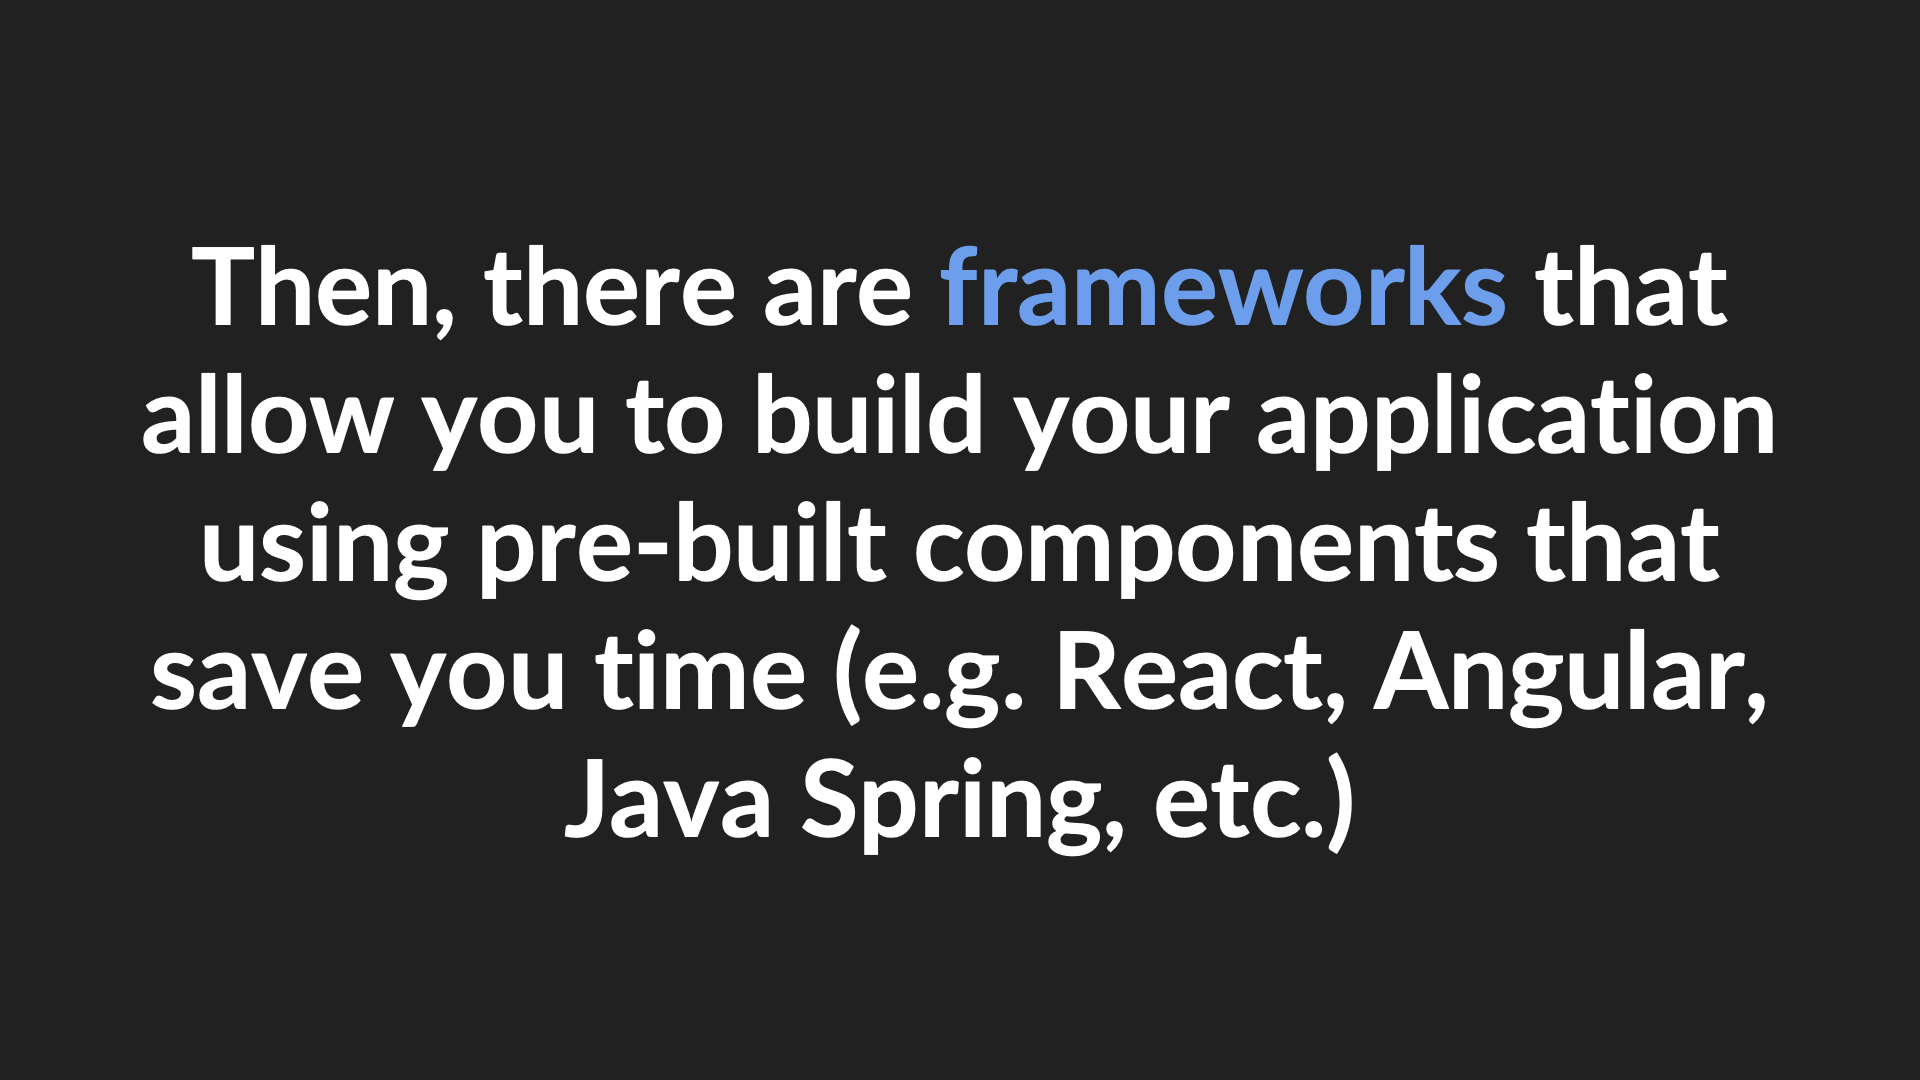 Then, there are frameworks that
allow you to build your application
using pre-built components that
save you time (e.g. React, Angular,
Java Spring, etc.)